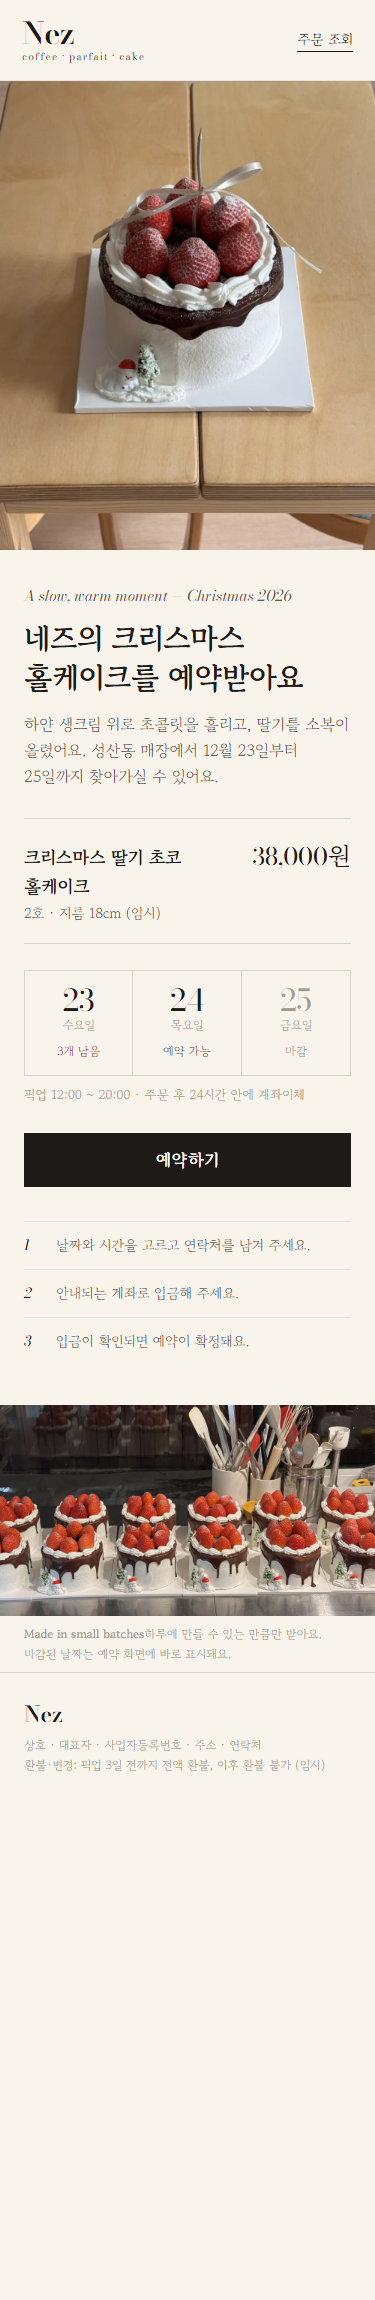 Nez
coffee · parfait · cake
주문 조회
A slow, warm moment — Christmas 2026
네즈의 크리스마스
홀케이크를 예약받아요
하얀 생크림 위로 초콜릿을 흘리고, 딸기를 소복이
올렸어요. 성산동 매장에서 12월 23일부터
25일까지 찾아가실 수 있어요.
크리스마스 딸기 초코
홀케이크
38,000원
2호 · 지름 18cm (임시)
23
수요일
3개 남음
24
목요일
예약 가능
25
금요일
마감
픽업 12:00 ~ 20:00 · 주문 후 24시간 안에 계좌이체
예약하기
1 날짜와 시간을 고르고 연락처를 남겨 주세요.
2 안내되는 계좌로 입금해 주세요.
3 입금이 확인되면 예약이 확정돼요.
Made in small batches하루에 만들 수 있는 만큼만 받아요.
마감된 날짜는 예약 화면에 바로 표시돼요.
Nez
상호 · 대표자 · 사업자등록번호 · 주소 · 연락처
환불·변경: 픽업 3일 전까지 전액 환불, 이후 환불 불가 (임시)